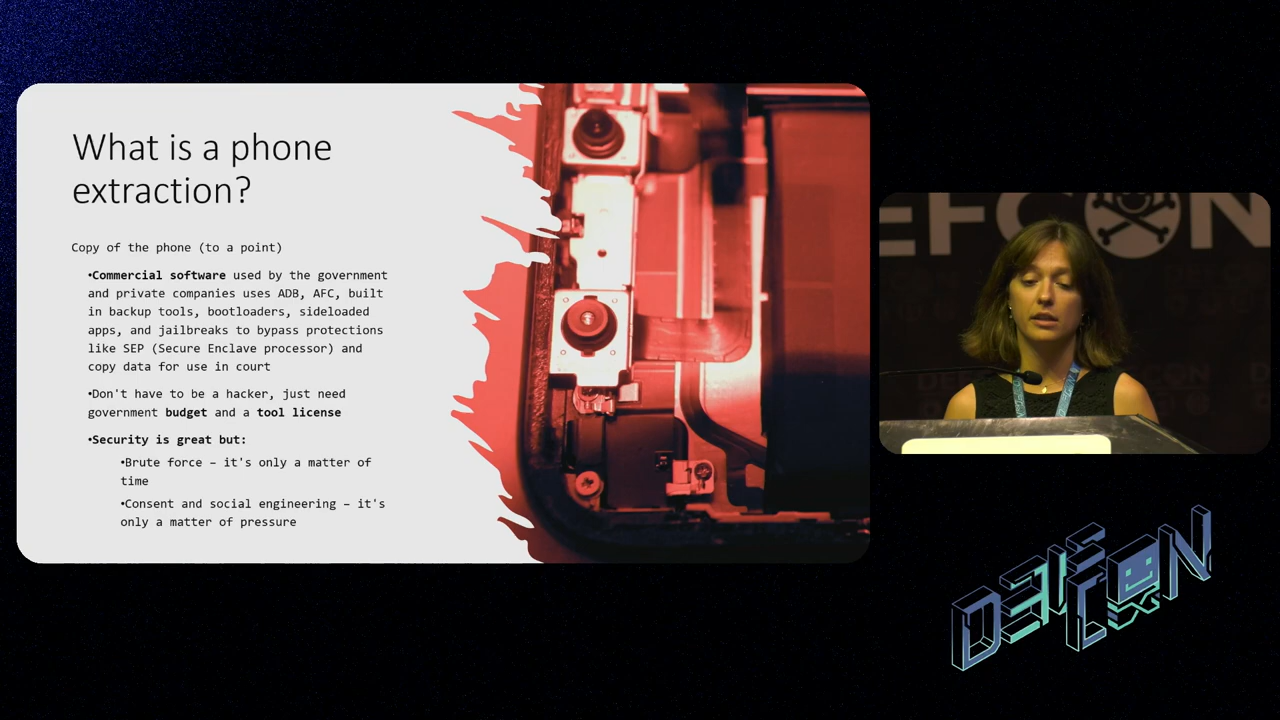 What is a phone
extraction?
Copy of the phone (to a point)
•Commercial software used by the government
and private companies uses ADB, AFC, built
in backup tools, bootloaders, sideloaded
apps, and jailbreaks to bypass protections
like SEP (Secure Enclave processor) and
copy data for use in court
•Don't have to be a hacker, just need
government budget and a tool license
•Security is great but:
•Brute force – it's only a matter of
time
•Consent and social engineering – it's
only a matter of pressure
EFCON
DEF CON